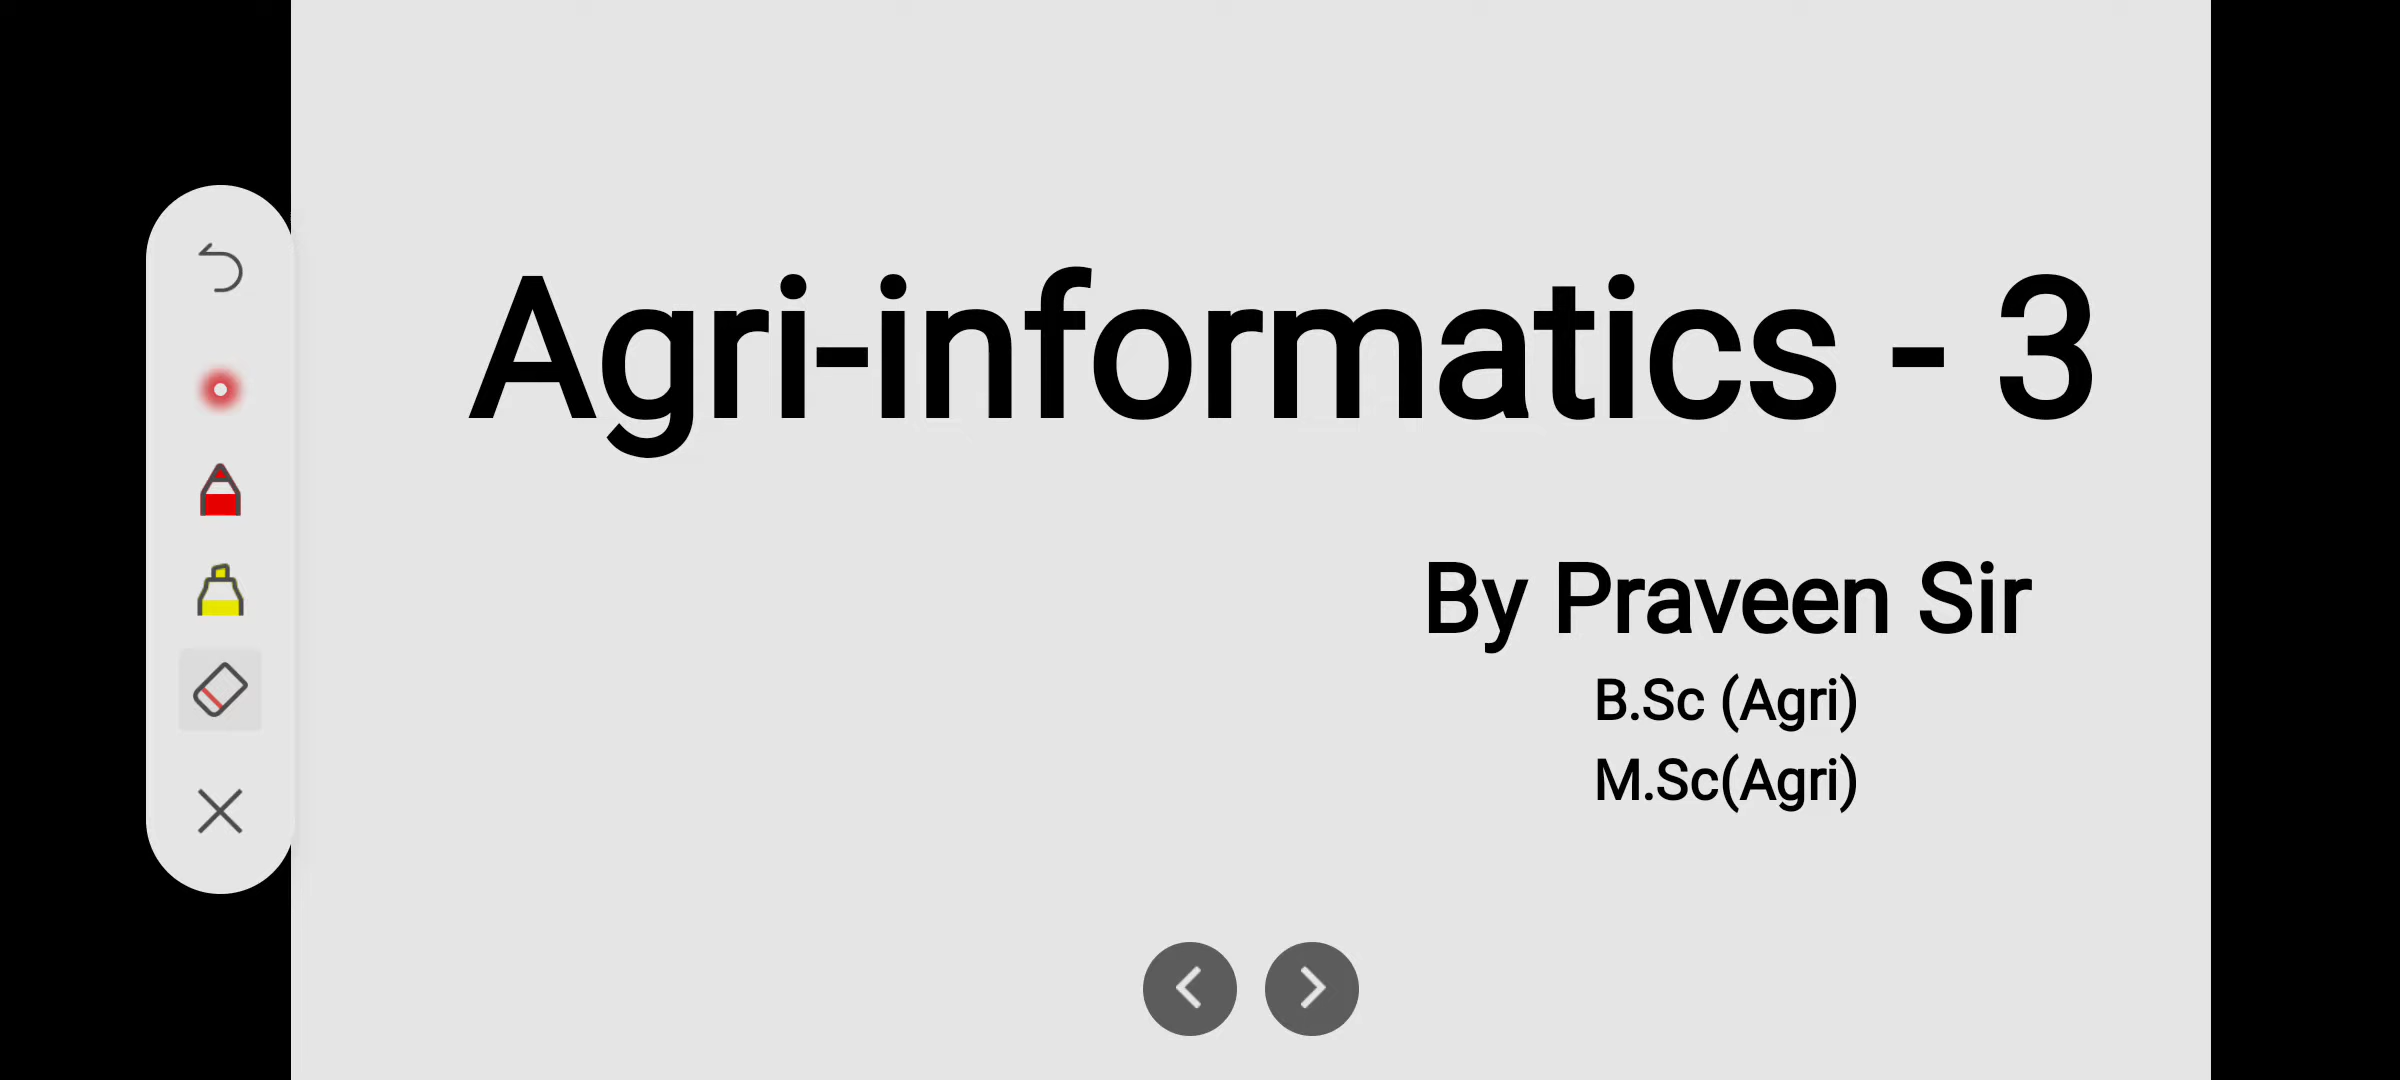 Agri-informatics - 3
By Praveen Sir
B.Sc (Agri)
M.Sc(Agri)